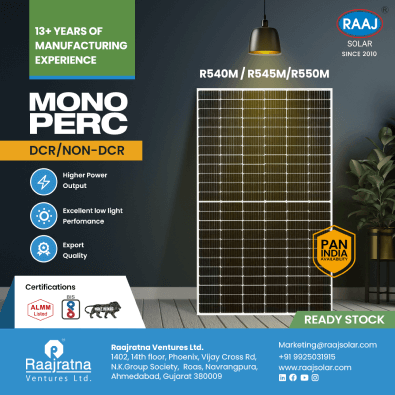 13+ YEARS OF
MANUFACTURING
EXPERIENCE
RAAJ
®
SOLAR
SINCE 2010
R540M / R545M/R550M
MONO
PERC
DCR/NON-DCR
Higher Power
Output
Excellent low light
Perfomance
Export
Quality
PAN
INDIA
AVAILABILITY
Certifications
ALMM
Listed
BIS
MAKE IN INDIA
READY STOCK
Raajratna
Ventures Ltd.
Raajratna Ventures Ltd.
1402, 14th floor, Phoenix, Vijay Cross Rd,
N.K.Group Society, Roas, Navrangpura,
Ahmedabad, Gujarat 380009
Marketing@raajsolar.com
+91 9925031915
www.raajsolar.com